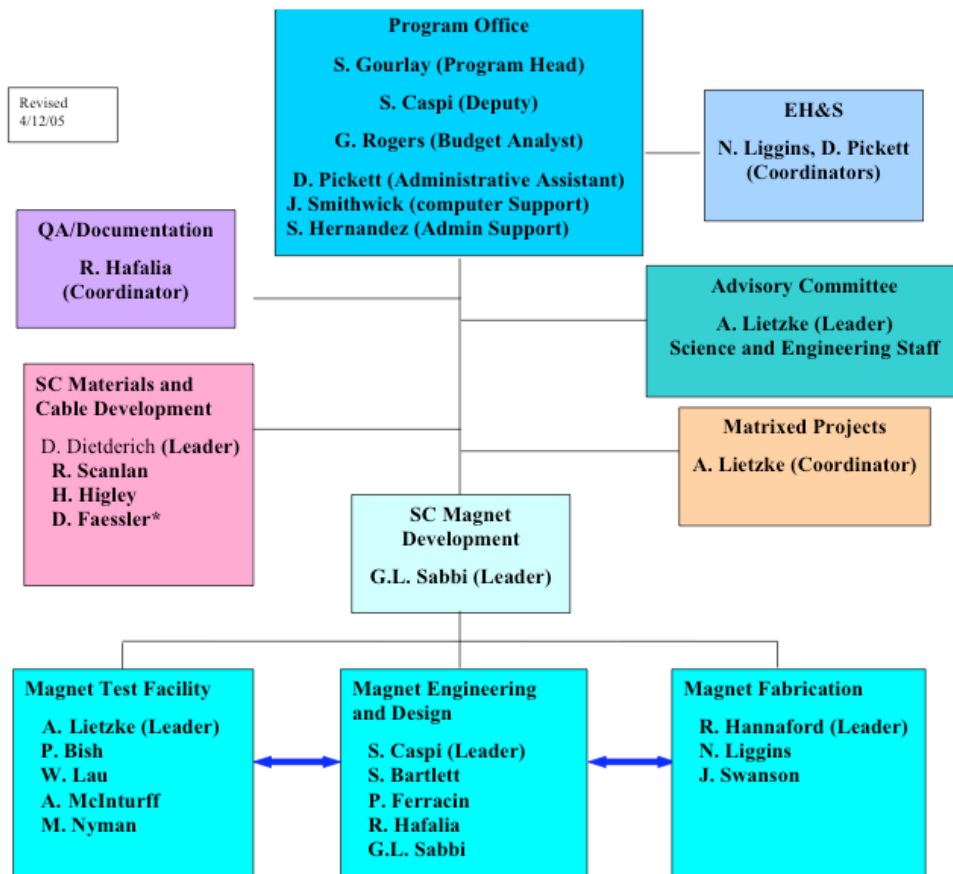 Program Office
S. Gourlay (Program Head)
S. Caspi (Deputy)
G. Rogers (Budget Analyst)
D. Pickett (Administrative Assistant)
J. Smithwick (computer Support)
S. Hernandez (Admin Support)
Revised
4/12/05
EH&S
N. Liggins, D. Pickett
(Coordinators)
QA/Documentation
R. Hafalia
(Coordinator)
Advisory Committee
A. Lietzke (Leader)
Science and Engineering Staff
SC Materials and
Cable Development
D. Dietderich (Leader)
R. Scanlan
H. Higley
D. Faessler*
Matrixed Projects
A. Lietzke (Coordinator)
SC Magnet
Development
G.L. Sabbi (Leader)
Magnet Test Facility
A. Lietzke (Leader)
P. Bish
W. Lau
A. McInturff
M. Nyman
Magnet Engineering
and Design
S. Caspi (Leader)
S. Bartlett
P. Ferracin
R. Hafalia
G.L. Sabbi
Magnet Fabrication
R. Hannaford (Leader)
N. Liggins
J. Swanson